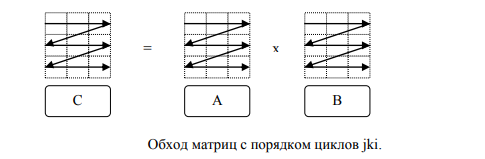 = x
C A B
Обход матриц с порядком циклов jki.